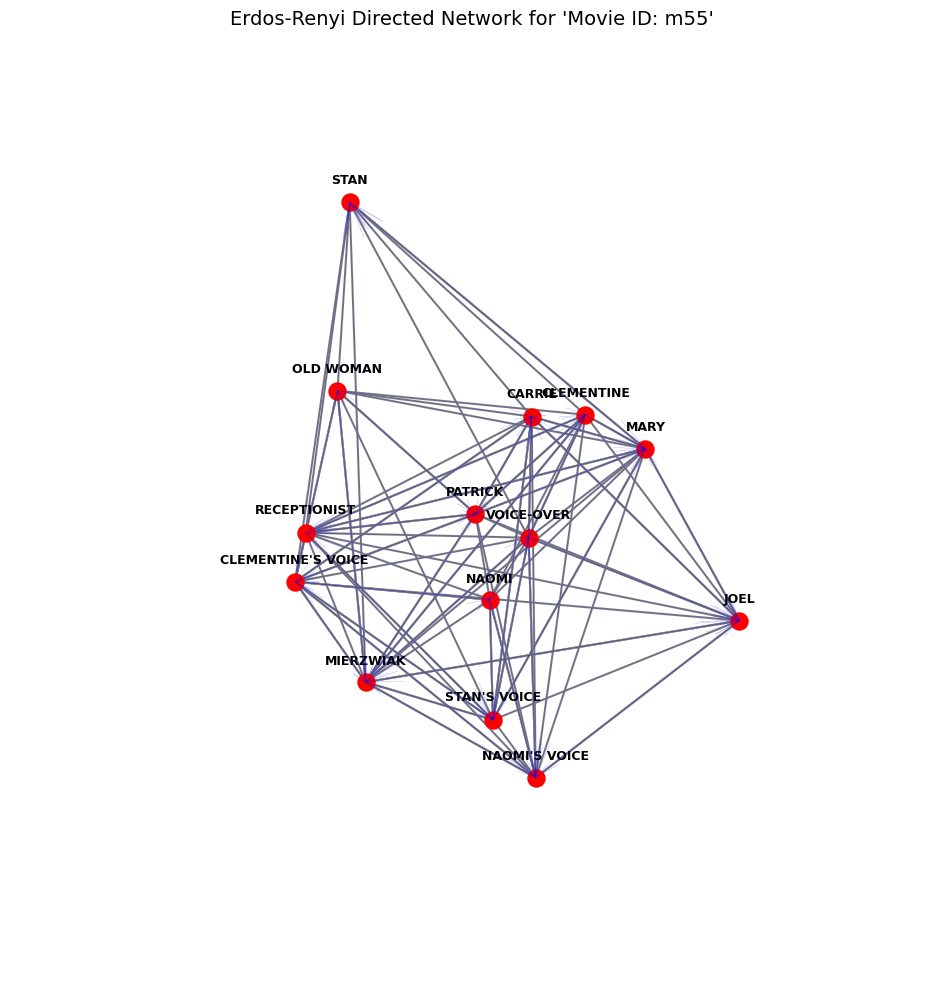 Erdos-Renyi Directed Network for 'Movie ID: m55'
STAN
OLD WOMAN
CARRIE
CLEMENTINE
MARY
PATRICK
RECEPTIONIST
VOICE-OVER
CLEMENTINE'S VOICE
NAOMI
JOEL
MIERZWIAK
STAN'S VOICE
NAOMI'S VOICE